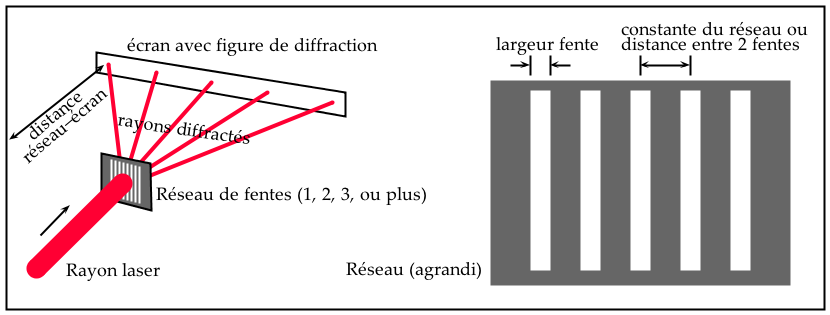 écran avec figure de diffraction
distance
réseau–écran
rayons diffractés
Réseau de fentes (1, 2, 3, ou plus)
Rayon laser
largeur fente
constante du réseau ou
distance entre 2 fentes
Réseau (agrandi)